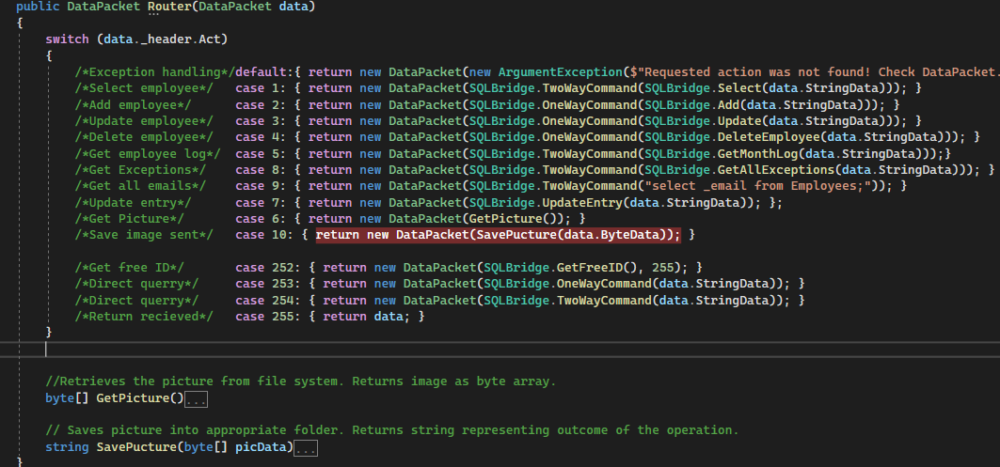 public DataPacket Router(DataPacket data)
{
switch (data._header.Act)
{
/*Exception handling*/default:{ return new DataPacket(new ArgumentException($"Requested action was not found! Check DataPacket.
/*Select employee*/ case 1: { return new DataPacket(SQLBridge.TwoWayCommand(SQLBridge.Select(data.StringData))); }
/*Add employee*/ case 2: { return new DataPacket(SQLBridge.OneWayCommand(SQLBridge.Add(data.StringData))); }
/*Update employee*/ case 3: { return new DataPacket(SQLBridge.OneWayCommand(SQLBridge.Update(data.StringData))); }
/*Delete employee*/ case 4: { return new DataPacket(SQLBridge.OneWayCommand(SQLBridge.DeleteEmployee(data.StringData))); }
/*Get employee log*/ case 5: { return new DataPacket(SQLBridge.TwoWayCommand(SQLBridge.GetMonthLog(data.StringData)));}
/*Get Exceptions*/ case 8: { return new DataPacket(SQLBridge.TwoWayCommand(SQLBridge.GetAllExceptions(data.StringData))); }
/*Get all emails*/ case 9: { return new DataPacket(SQLBridge.TwoWayCommand("select _email from Employees;")); }
/*Update entry*/ case 7: { return new DataPacket(SQLBridge.UpdateEntry(data.StringData)); };
/*Get Picture*/ case 6: { return new DataPacket(GetPicture()); }
/*Save image sent*/ case 10: { return new DataPacket(SavePucture(data.ByteData)); }
/*Get free ID*/ case 252: { return new DataPacket(SQLBridge.GetFreeID(), 255); }
/*Direct querry*/ case 253: { return new DataPacket(SQLBridge.OneWayCommand(data.StringData)); }
/*Direct querry*/ case 254: { return new DataPacket(SQLBridge.TwoWayCommand(data.StringData)); }
/*Return recieved*/ case 255: { return data; }
}
//Retrieves the picture from file system. Returns image as byte array.
byte[] GetPicture()...
// Saves picture into appropriate folder. Returns string representing outcome of the operation.
string SavePucture(byte[] picData)...
}